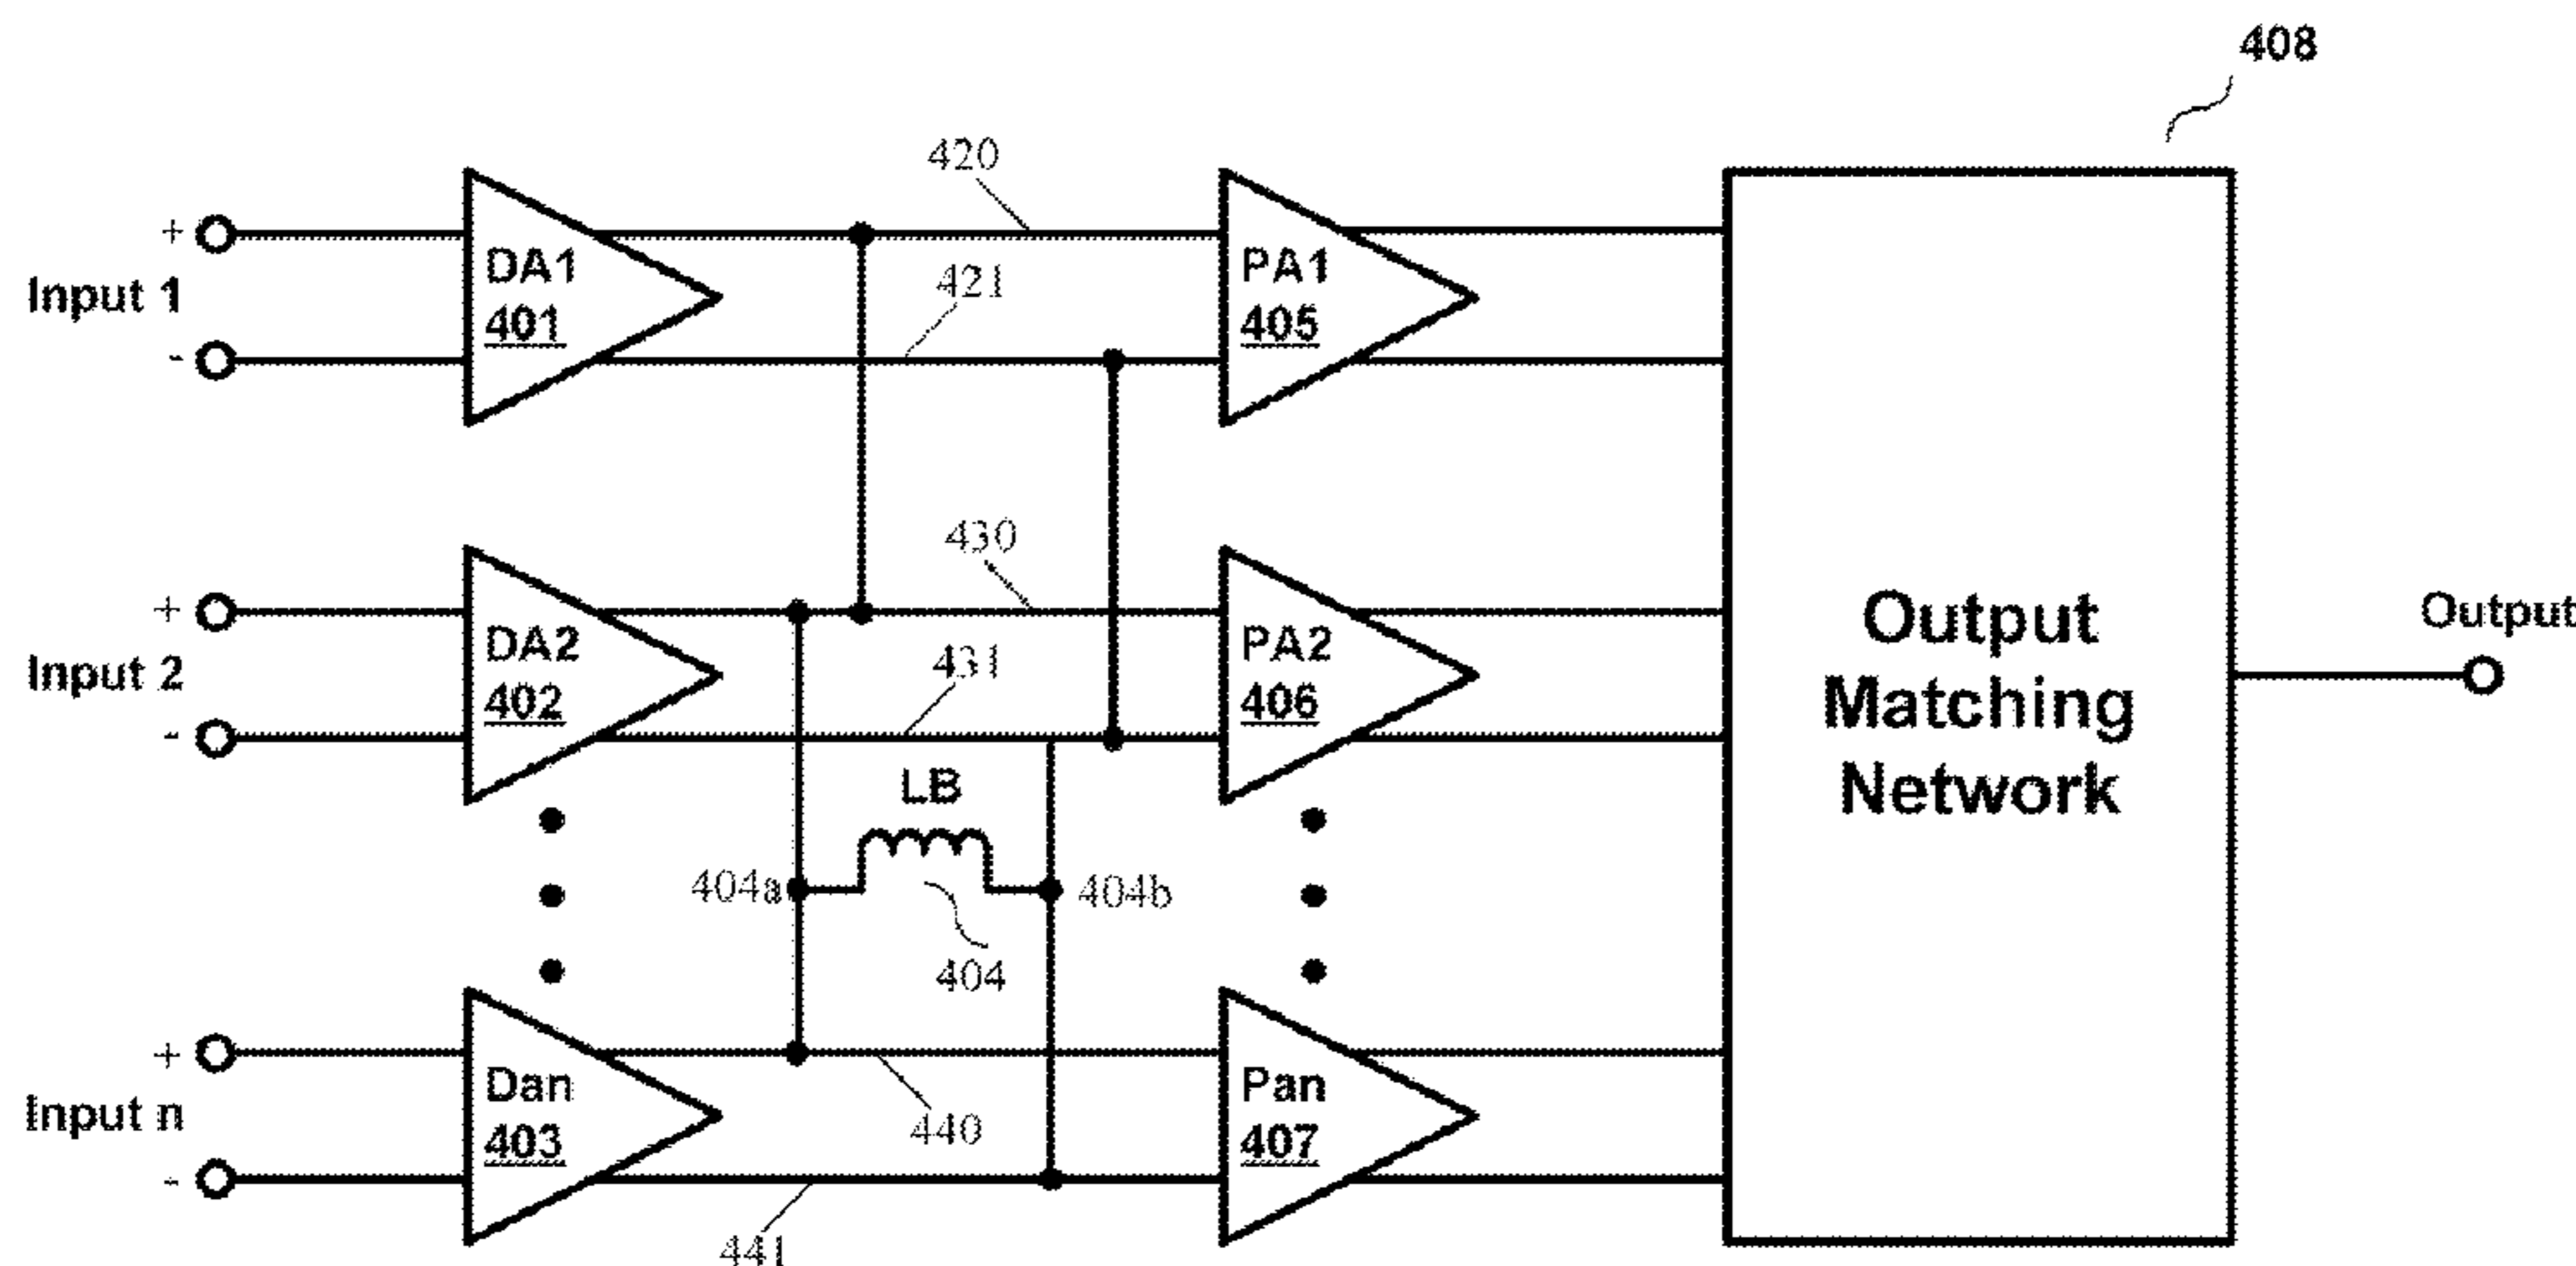 408
420
+
DA1
401
PA1
405
Input 1
421
-
430
+
DA2
402
PA2
406
Input 2
431
-
Output
Matching
Network
Output
LB
404a
404b
404
+
Dan
403
Pan
407
Input n
440
-
441